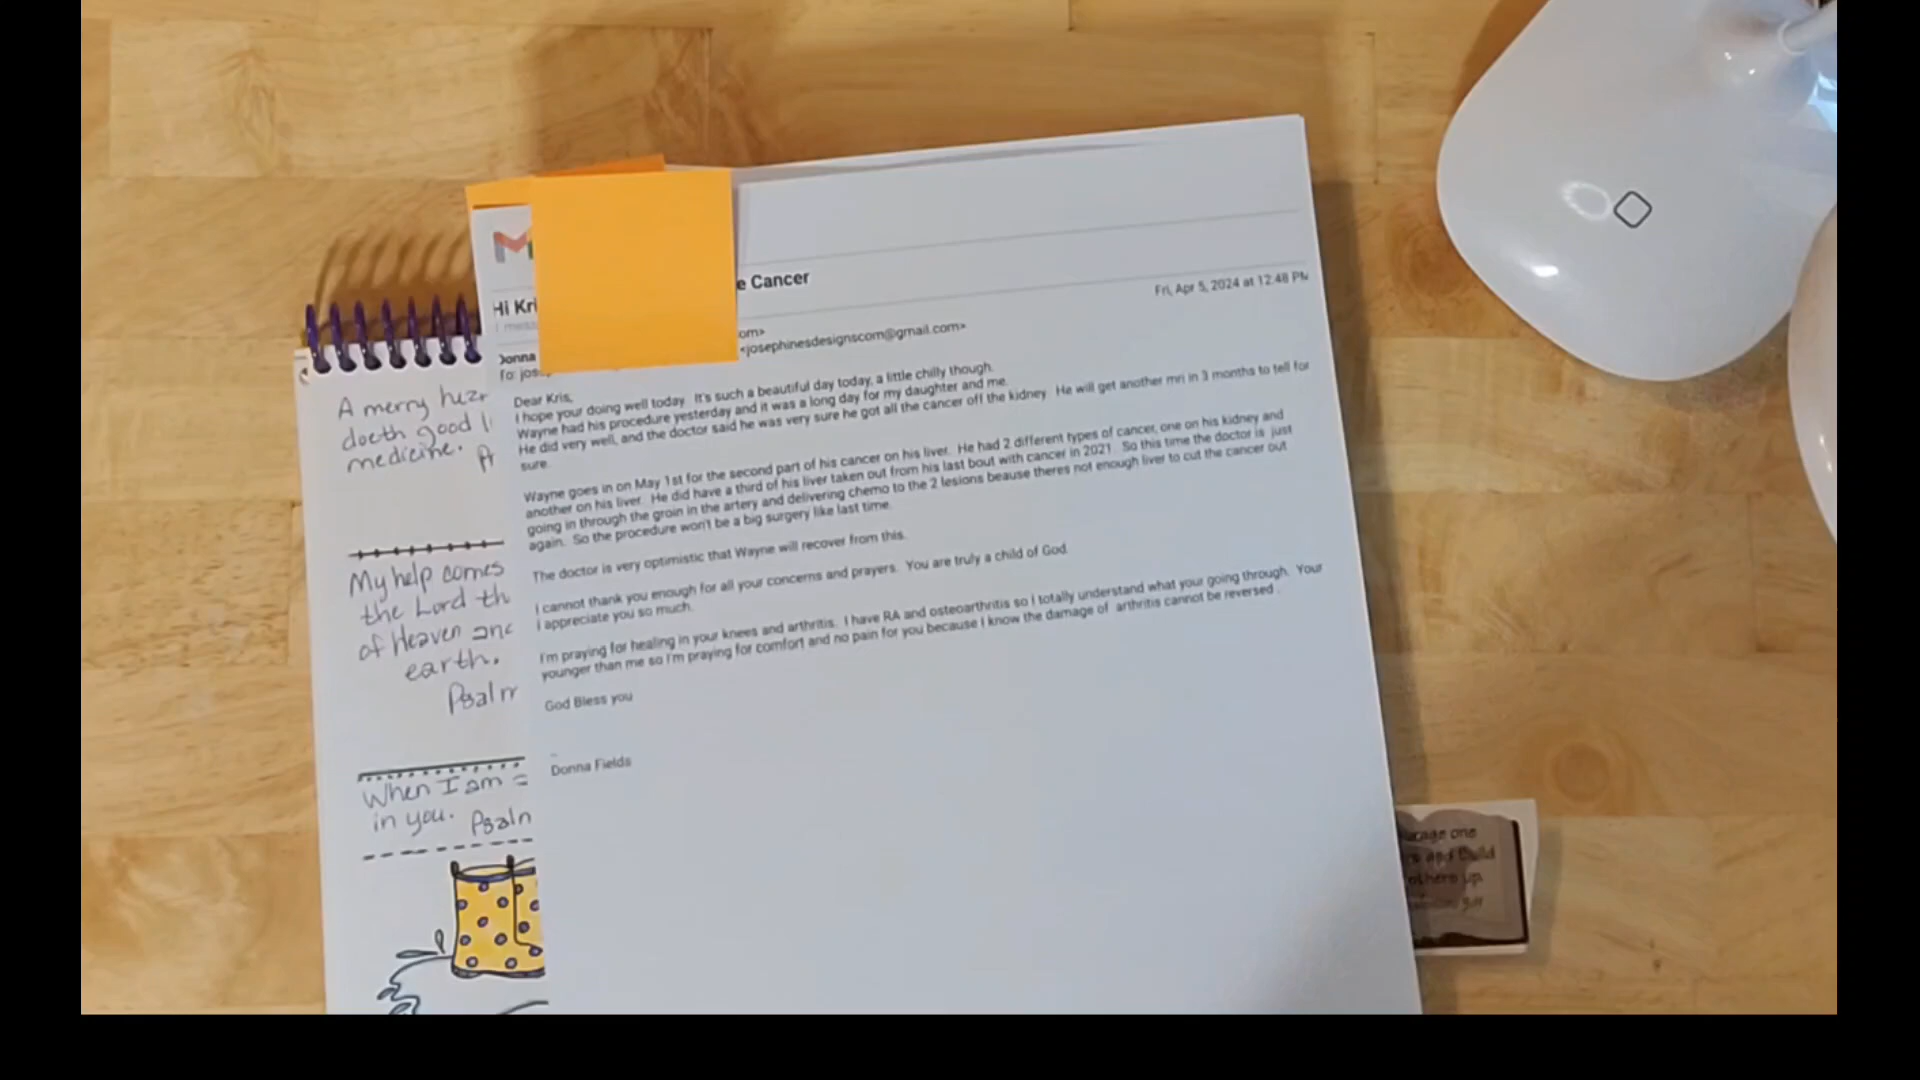 A merry
doeth good
medicine.
My help comes
the Lord
of Heaven
earth.
When I am
in you.
M
Hi
e Cancer
Fri, Apr 5, 2024 at 12:48 PM
Donna
om>
To: <josephinesdesignscom@gmail.com>
Dear Kris,
I hope your doing well today. It's such a beautiful day today, a little chilly though.
Wayne had his procedure yesterday and it was a long day for my daughter and me.
He did very well, and the doctor said he was very sure he got all the cancer off the kidney. He will get another mri in 3 months to tell for
sure.
Wayne goes in on May 1st for the second part of his cancer on his liver. He had 2 different types of cancer, one on his kidney and
another on his liver. He did have a third of his liver taken out from his last bout with cancer in 2021. So this time the doctor is just
going in through the groin in the artery and delivering chemo to the 2 lesions beause theres not enough liver to cut the cancer out
again. So the procedure won't be a big surgery like last time.
The doctor is very optimistic that Wayne will recover from this.
I cannot thank you enough for all your concerns and prayers. You are truly a child of God.
I appreciate you so much.
I'm praying for healing in your knees and arthritis. I have RA and osteoarthritis so I totally understand what your going through. Your
younger than me so I'm praying for comfort and no pain for you because I know the damage of arthritis cannot be reversed.
God Bless you
--
Donna Fields
one
and Build
others up